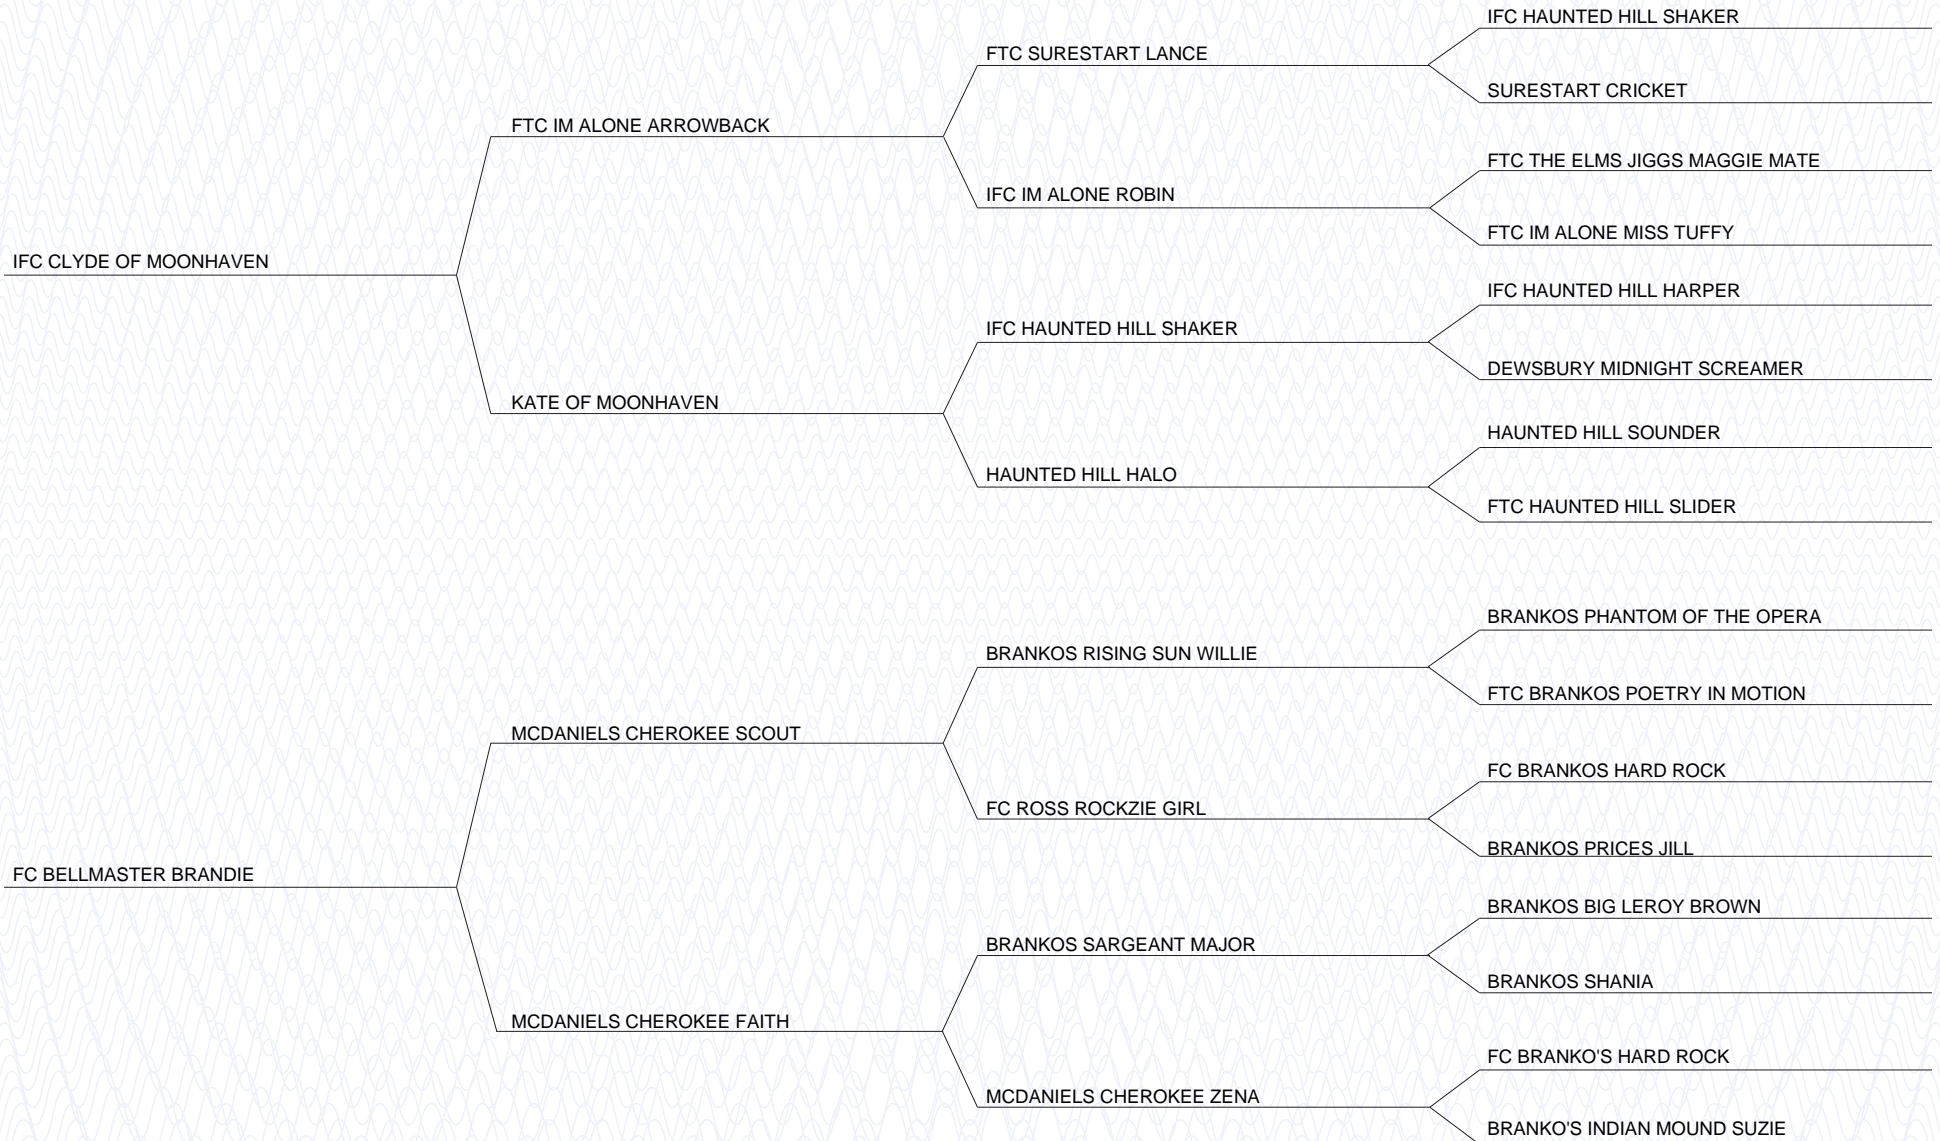 IFC HAUNTED HILL SHAKER
FTC SURESTART LANCE
SURESTART CRICKET
FTC IM ALONE ARROWBACK
FTC THE ELMS JIGGS MAGGIE MATE
IFC IM ALONE ROBIN
FTC IM ALONE MISS TUFFY
IFC CLYDE OF MOONHAVEN
IFC HAUNTED HILL HARPER
IFC HAUNTED HILL SHAKER
DEWSBURY MIDNIGHT SCREAMER
KATE OF MOONHAVEN
HAUNTED HILL SOUNDER
HAUNTED HILL HALO
FTC HAUNTED HILL SLIDER
BRANKOS PHANTOM OF THE OPERA
BRANKOS RISING SUN WILLIE
FTC BRANKOS POETRY IN MOTION
MCDANIELS CHEROKEE SCOUT
FC BRANKOS HARD ROCK
FC ROSS ROCKZIE GIRL
BRANKOS PRICES JILL
FC BELLMASTER BRANDIE
BRANKOS BIG LEROY BROWN
BRANKOS SARGEANT MAJOR
BRANKOS SHANIA
MCDANIELS CHEROKEE FAITH
FC BRANKO'S HARD ROCK
MCDANIELS CHEROKEE ZENA
BRANKO'S INDIAN MOUND SUZIE